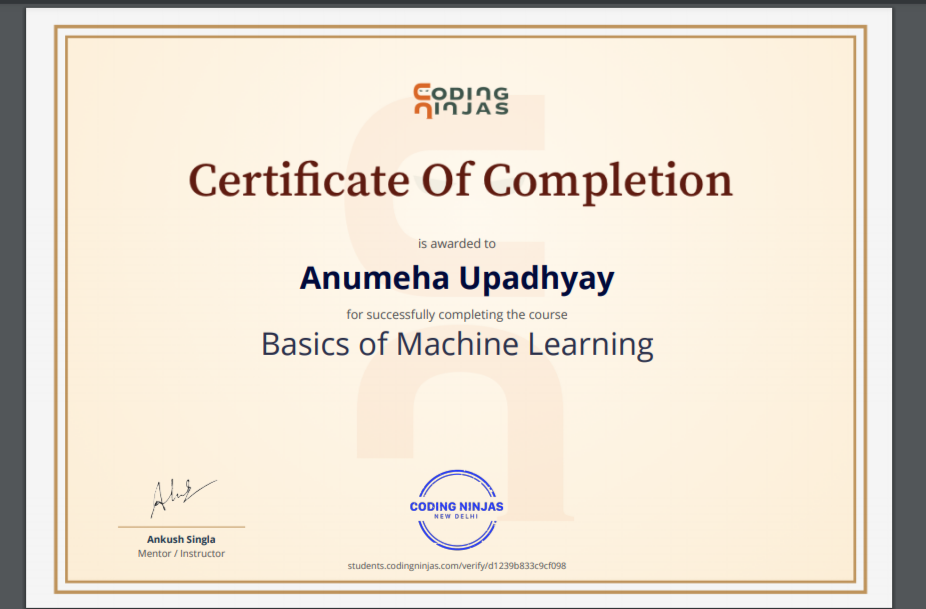 CODING
NINJAS
Certificate Of Completion
is awarded to
Anumeha Upadhyay
for successfully completing the course
Basics of Machine Learning
Ankush Singla
Mentor / Instructor
CODING NINJAS
NEW DELHI
students.codingninjas.com/verify/d1239b833c9cf098